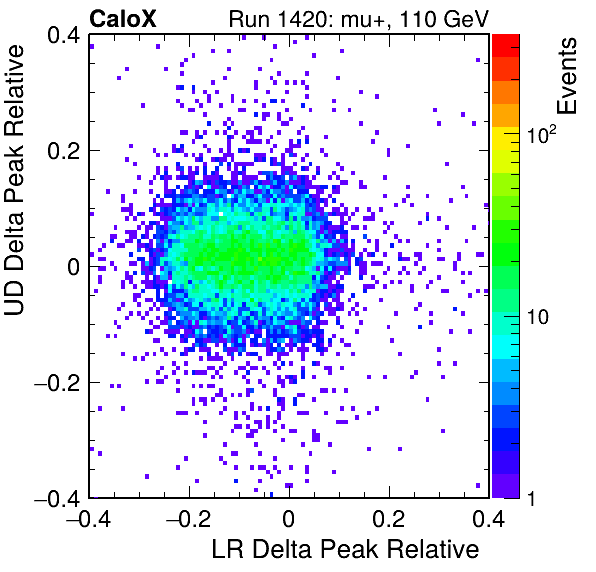 CaloX Run 1420: mu+, 110 GeV
UD Delta Peak Relative
0.4
0.2
0
−0.2
−0.4
−0.4 −0.2 0 0.2 0.4
LR Delta Peak Relative
Events
10²
10
1